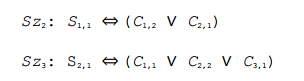 Sz₂: S₁,₁ ⇔ (C₁,₂ ∨ C₂,₁)
Sz₃: S₂,₁ ⇔ (C₁,₁ ∨ C₂,₂ ∨ C₃,₁)